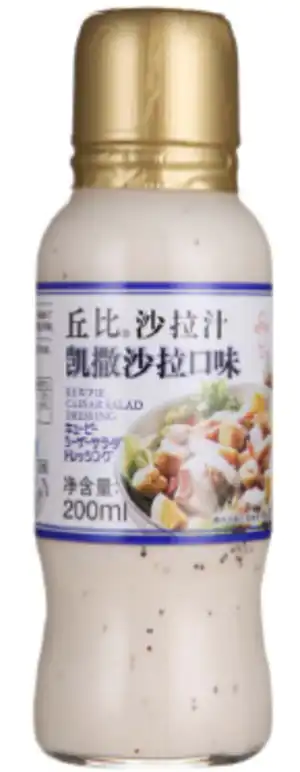 丘比®沙拉汁
凯撒沙拉口味
KEWPIE
CAESAR SALAD
DRESSING
キユーピー
シーザーサラダ
ドレッシング
净含量:
200ml